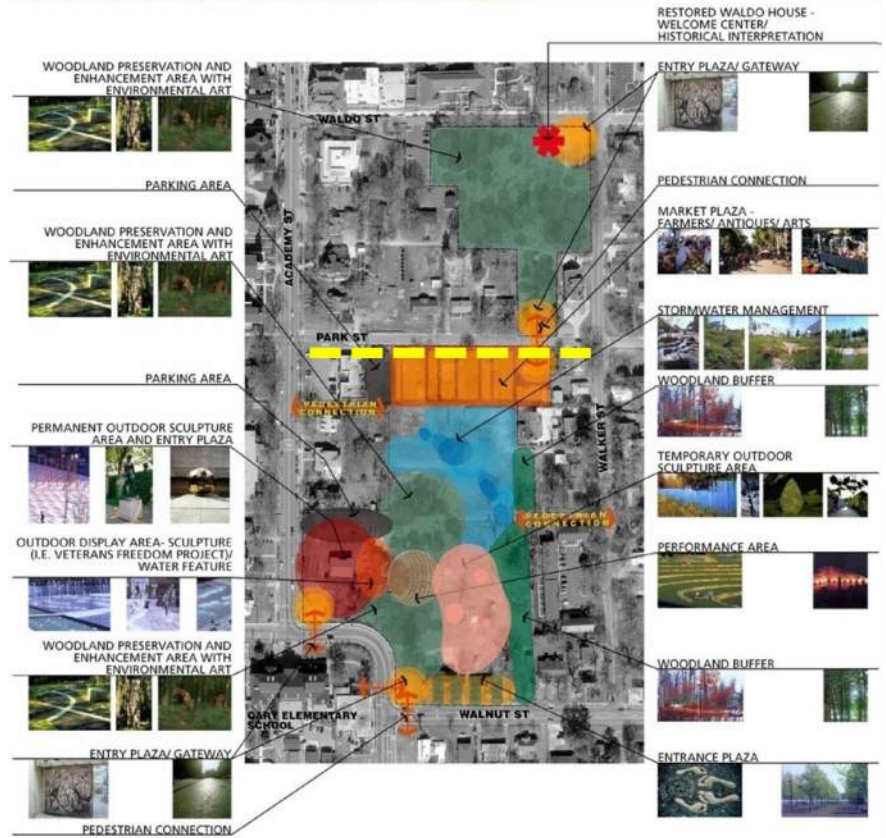 RESTORED WALDO HOUSE -
WELCOME CENTER/
HISTORICAL INTERPRETATION
WOODLAND PRESERVATION AND
ENHANCEMENT AREA WITH
ENVIRONMENTAL ART
ENTRY PLAZA/ GATEWAY
WALDO ST
PARKING AREA
PEDESTRIAN CONNECTION
MARKET PLAZA -
FARMERS/ ANTIQUES/ ARTS
WOODLAND PRESERVATION AND
ENHANCEMENT AREA WITH
ENVIRONMENTAL ART
ACADEMY ST
STORMWATER MANAGEMENT
PARK ST
PARKING AREA
WOODLAND BUFFER
PEDESTRIAN
CONNECTION
PERMANENT OUTDOOR SCULPTURE
AREA AND ENTRY PLAZA
WALKER ST
TEMPORARY OUTDOOR
SCULPTURE AREA
PEDESTRIAN
CONNECTION
OUTDOOR DISPLAY AREA- SCULPTURE
(I.E. VETERANS FREEDOM PROJECT)/
WATER FEATURE
PERFORMANCE AREA
WOODLAND PRESERVATION AND
ENHANCEMENT AREA WITH
ENVIRONMENTAL ART
WOODLAND BUFFER
CARY ELEMENTARY
SCHOOL
WALNUT ST
ENTRY PLAZA/ GATEWAY
ENTRANCE PLAZA
PEDESTRIAN CONNECTION